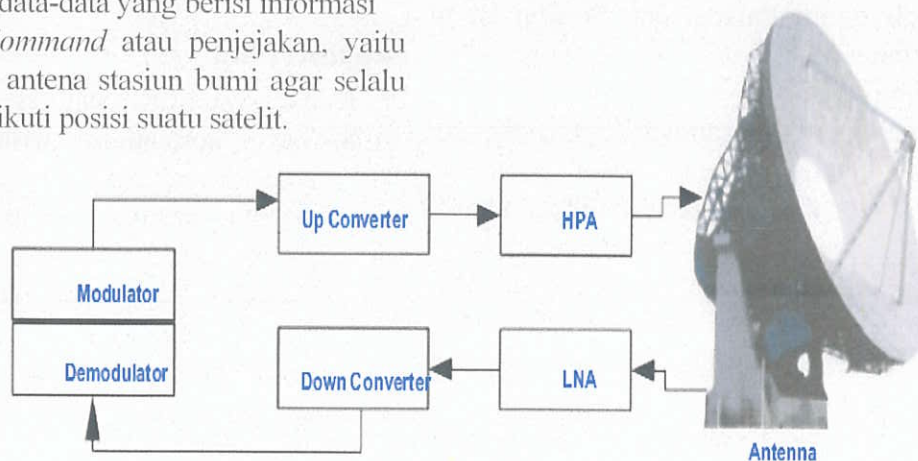 data-data yang berisi informasi
ommand atau penjejakan, yaitu
antena stasiun bumi agar selalu
ikuti posisi suatu satelit.
Up Converter
HPA
Modulator
Demodulator
Down Converter
LNA
Antenna